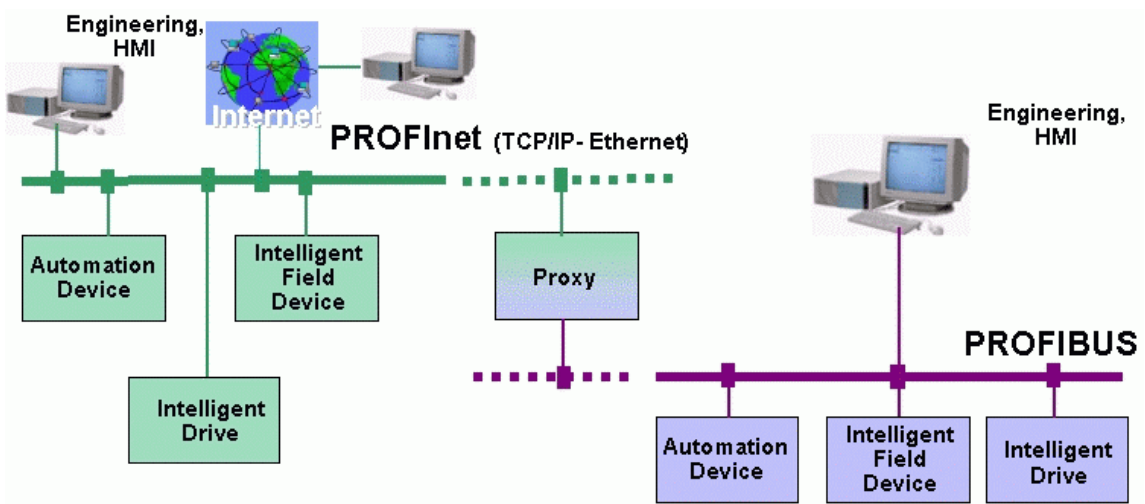 Engineering,
HMI
Internet
PROFInet (TCP/IP- Ethernet)
Engineering,
HMI
Automation
Device
Intelligent
Field
Device
Proxy
Intelligent
Drive
PROFIBUS
Automation
Device
Intelligent
Field
Device
Intelligent
Drive